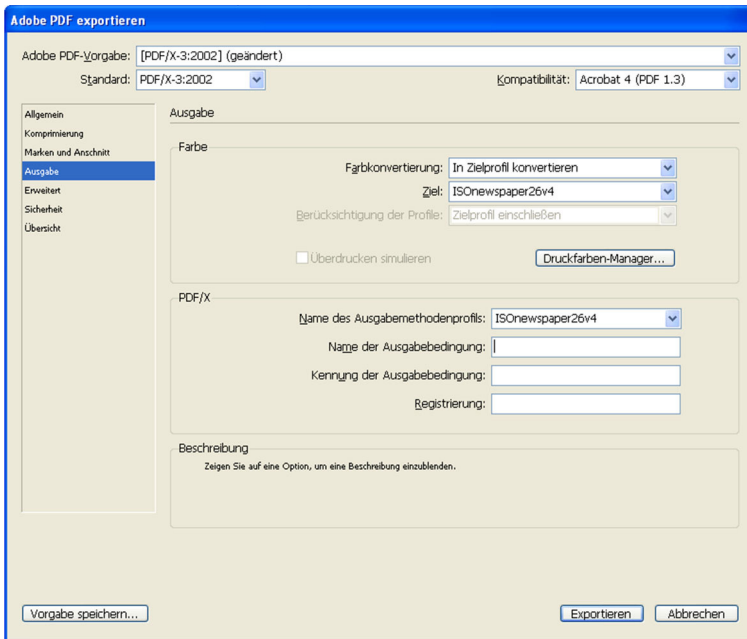 Adobe PDF exportieren
Adobe PDF-Vorgabe: [PDF/X-3:2002] (geändert)
Standard: PDF/X-3:2002 Kompatibilität: Acrobat 4 (PDF 1.3)
Allgemein
Komprimierung
Marken und Anschnitt
Ausgabe
Erweitert
Sicherheit
Übersicht
Ausgabe
Farbe
Farbkonvertierung: In Zielprofil konvertieren
Ziel: ISOnewspaper26v4
Berücksichtigung der Profile: Zielprofil einschließen
Überdrucken simulieren Druckfarben-Manager...
PDF/X
Name des Ausgabemethodenprofils: ISOnewspaper26v4
Name der Ausgabebedingung:
Kennung der Ausgabebedingung:
Registrierung:
Beschreibung
Zeigen Sie auf eine Option, um eine Beschreibung einzublenden.
Vorgabe speichern... Exportieren Abbrechen